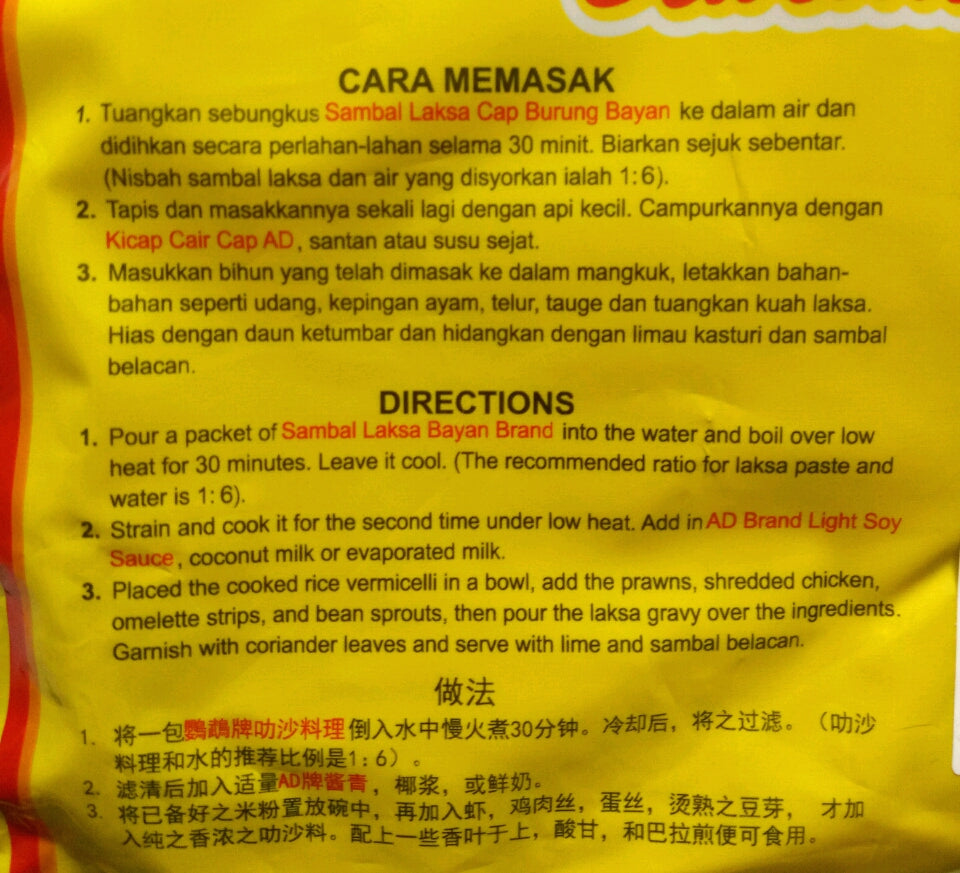 CARA MEMASAK
1. Tuangkan sebungkus Sambal Laksa Cap Burung Bayan ke dalam air dan
didihkan secara perlahan-lahan selama 30 minit. Biarkan sejuk sebentar.
(Nisbah sambal laksa dan air yang disyorkan ialah 1:6).
2. Tapis dan masakkannya sekali lagi dengan api kecil. Campurkannya dengan
Kicap Cair Cap AD, santan atau susu sejat.
3. Masukkan bihun yang telah dimasak ke dalam mangkuk, letakkan bahan-
bahan seperti udang, kepingan ayam, telur, tauge dan tuangkan kuah laksa.
Hias dengan daun ketumbar dan hidangkan dengan limau kasturi dan sambal
belacan.
DIRECTIONS
1. Pour a packet of Sambal Laksa Bayan Brand into the water and boil over low
heat for 30 minutes. Leave it cool. (The recommended ratio for laksa paste and
water is 1:6).
2. Strain and cook it for the second time under low heat. Add in AD Brand Light Soy
Sauce, coconut milk or evaporated milk.
3. Placed the cooked rice vermicelli in a bowl, add the prawns, shredded chicken,
omelette strips, and bean sprouts, then pour the laksa gravy over the ingredients.
Garnish with coriander leaves and serve with lime and sambal belacan.
做法
1. 将一包鹦鹉牌叻沙料理倒入水中慢火煮30分钟。冷却后，将之过滤。（叻沙
料理和水的推荐比例是1:6）。
2. 滤清后加入适量AD牌酱青，椰浆，或鲜奶。
3. 将已备好之米粉置放碗中，再加入虾，鸡肉丝，蛋丝，烫熟之豆芽， 才加
入纯之香浓之叻沙料。配上一些香叶于上，酸甘，和巴拉煎便可食用。